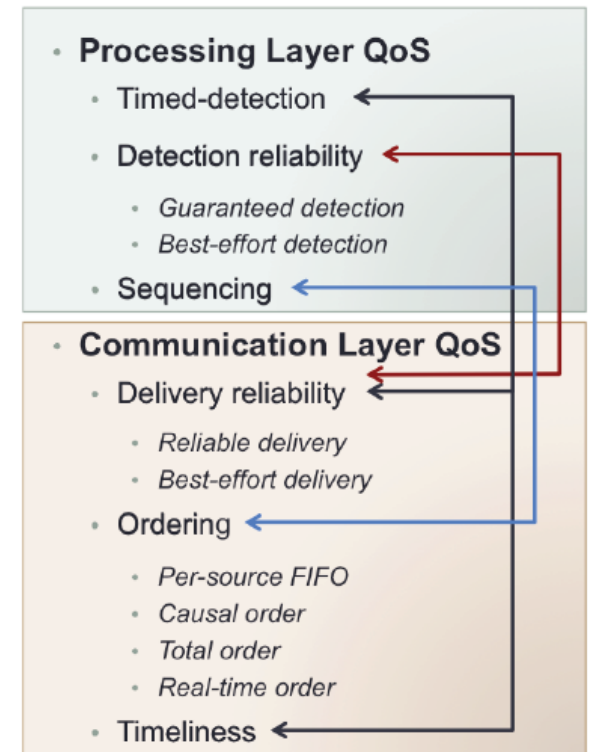 Processing Layer QoS
Timed-detection
Detection reliability
Guaranteed detection
Best-effort detection
Sequencing
Communication Layer QoS
Delivery reliability
Reliable delivery
Best-effort delivery
Ordering
Per-source FIFO
Causal order
Total order
Real-time order
Timeliness